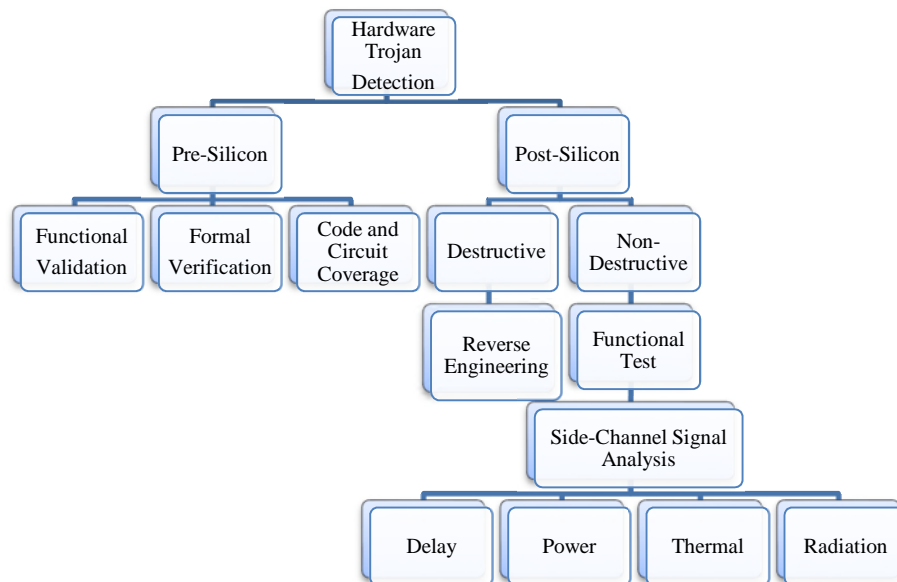 Hardware
Trojan
Detection
Pre-Silicon
Post-Silicon
Functional
Validation
Formal
Verification
Code and
Circuit
Coverage
Destructive
Non-
Destructive
Reverse
Engineering
Functional
Test
Side-Channel Signal
Analysis
Delay
Power
Thermal
Radiation